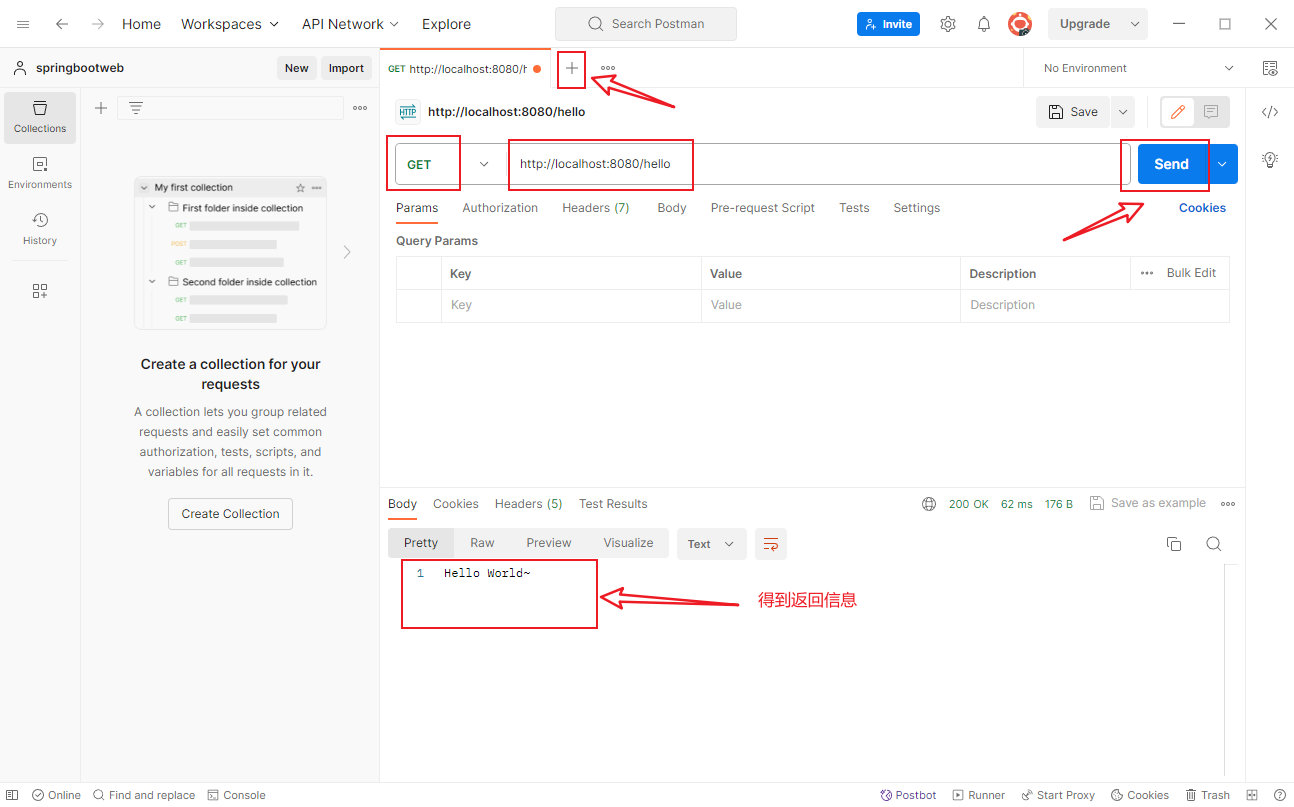 Home Workspaces API Network Explore Search Postman Invite Upgrade
springbootweb New Import GET http://localhost:8080/h No Environment
HTTP http://localhost:8080/hello Save
Collections
Environments
History
My first collection
First folder inside collection
GET
POST
GET
Second folder inside collection
GET
GET
Create a collection for your
requests
A collection lets you group related
requests and easily set common
authorization, tests, scripts, and
variables for all requests in it.
Create Collection
GET http://localhost:8080/hello Send
Params Authorization Headers (7) Body Pre-request Script Tests Settings Cookies
Query Params
Key Value Description Bulk Edit
Key Value Description
Body Cookies Headers (5) Test Results 200 OK 62 ms 176 B Save as example
Pretty Raw Preview Visualize Text
1 Hello World~
得到返回信息
Online Find and replace Console Postbot Runner Start Proxy Cookies Trash